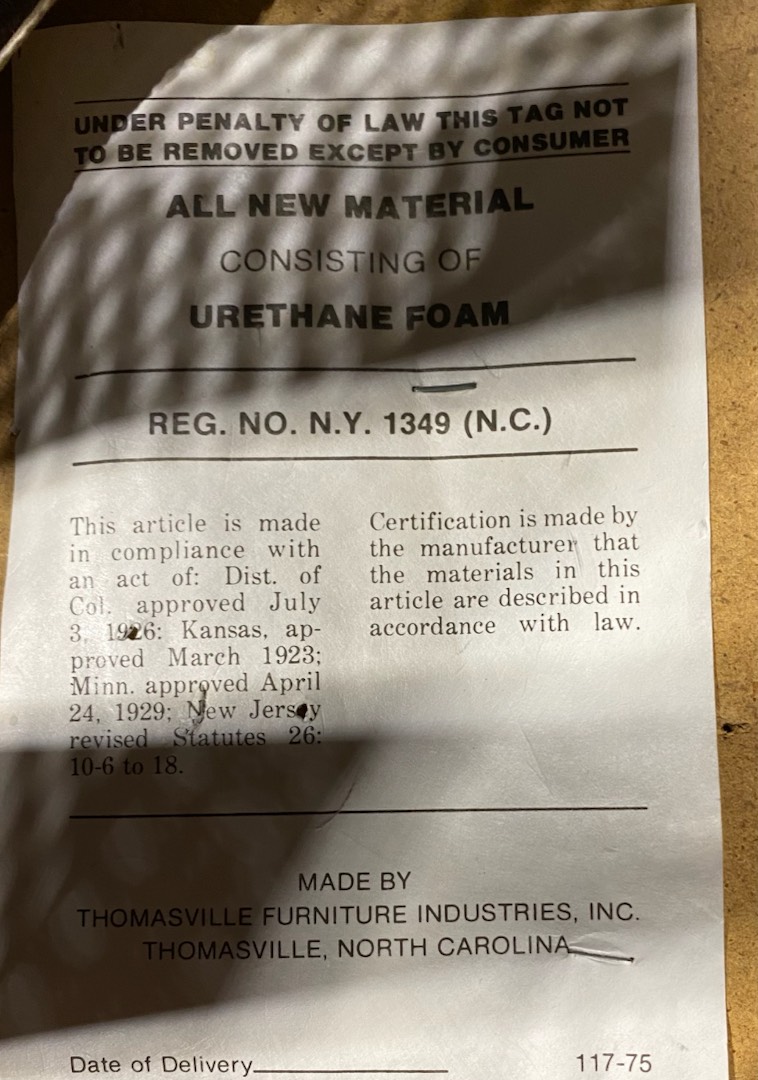 UNDER PENALTY OF LAW THIS TAG NOT
TO BE REMOVED EXCEPT BY CONSUMER
ALL NEW MATERIAL
CONSISTING OF
URETHANE FOAM
REG. NO. N.Y. 1349 (N.C.)
This article is made
in compliance with
an act of: Dist. of
Col. approved July
3, 1926: Kansas, ap-
proved March 1923;
Minn. approved April
24, 1929; New Jersey
revised Statutes 26:
10-6 to 18.
Certification is made by
the manufacturer that
the materials in this
article are described in
accordance with law.
MADE BY
THOMASVILLE FURNITURE INDUSTRIES, INC.
THOMASVILLE, NORTH CAROLINA
Date of Delivery 117-75